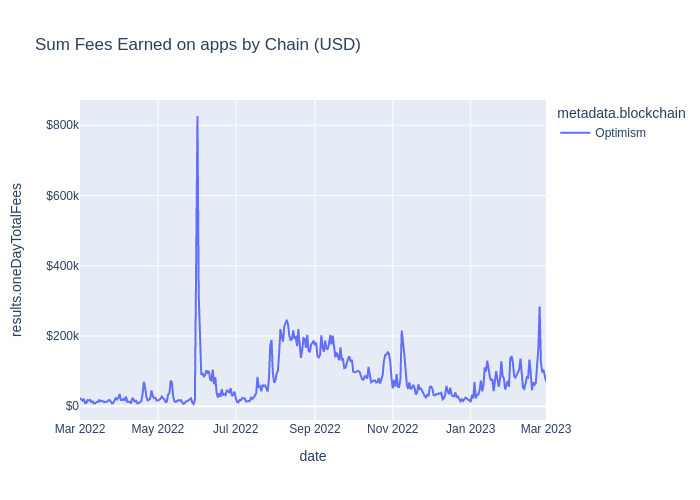 Sum Fees Earned on apps by Chain (USD)
metadata.blockchain
Optimism
results.oneDayTotalFees
$800k
$600k
$400k
$200k
$0
Mar 2022
May 2022
Jul 2022
Sep 2022
Nov 2022
Jan 2023
Mar 2023
date